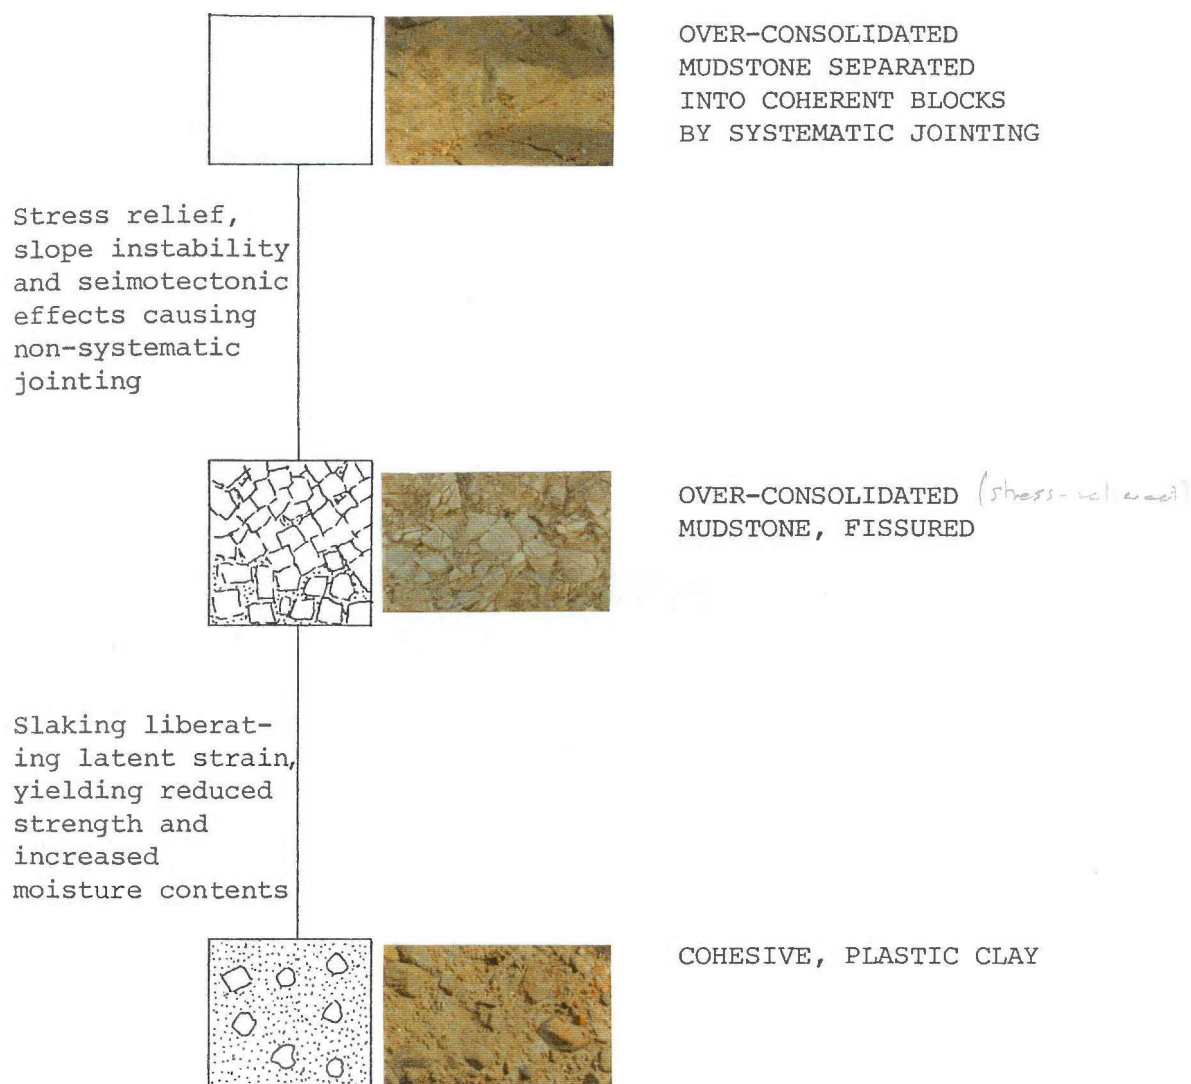 OVER-CONSOLIDATED
MUDSTONE SEPARATED
INTO COHERENT BLOCKS
BY SYSTEMATIC JOINTING
Stress relief,
slope instability
and seimotectonic
effects causing
non-systematic
jointing
OVER-CONSOLIDATED
MUDSTONE, FISSURED
Slaking liberat-
ing latent strain,
yielding reduced
strength and
increased
moisture contents
COHESIVE, PLASTIC CLAY